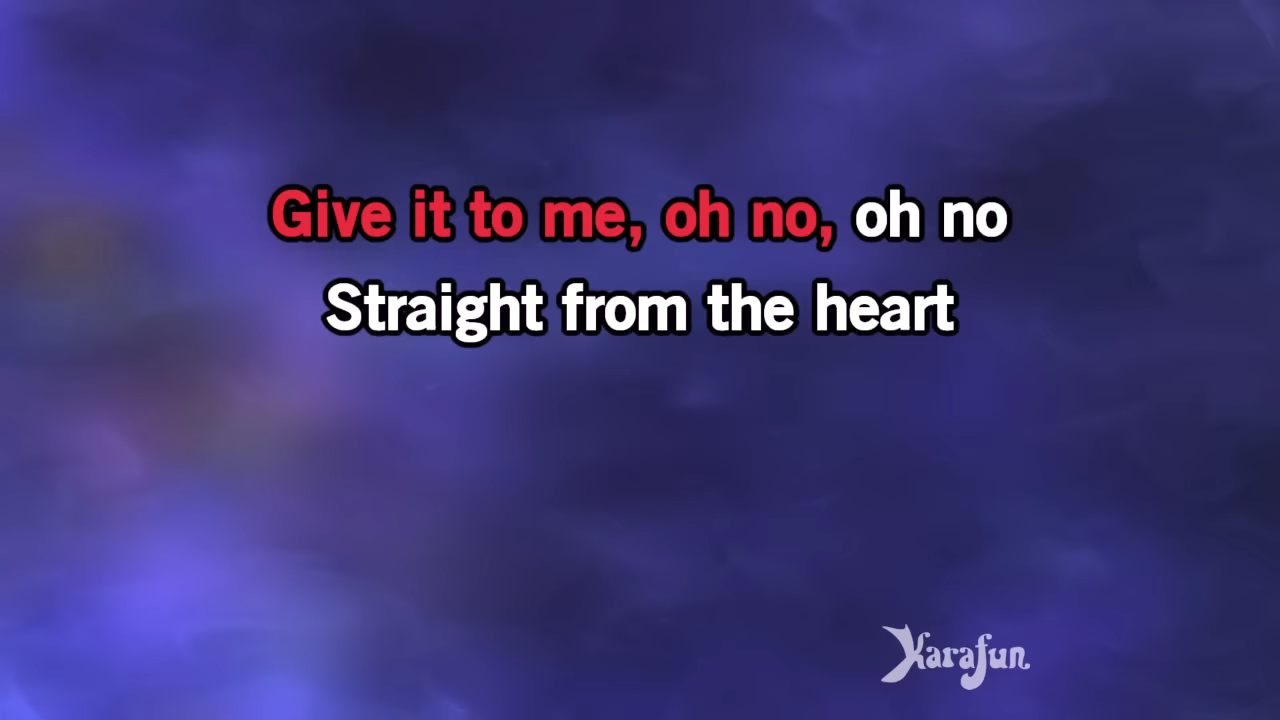 Give it to me, oh no, oh no
Straight from the heart
Karafun